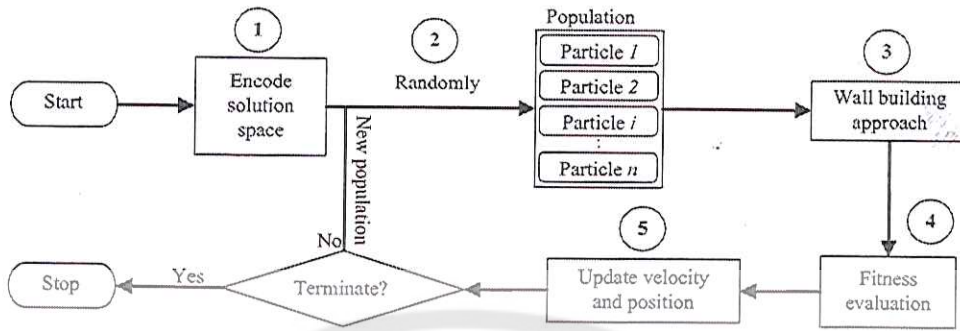 Population
1
2
3
Particle 1
Start
Encode
solution
space
Randomly
Particle 2
Particle i
⋮
Particle n
Wall building
approach
New population
4
5
No
Stop
Yes
Terminate?
Update velocity
and position
Fitness
evaluation